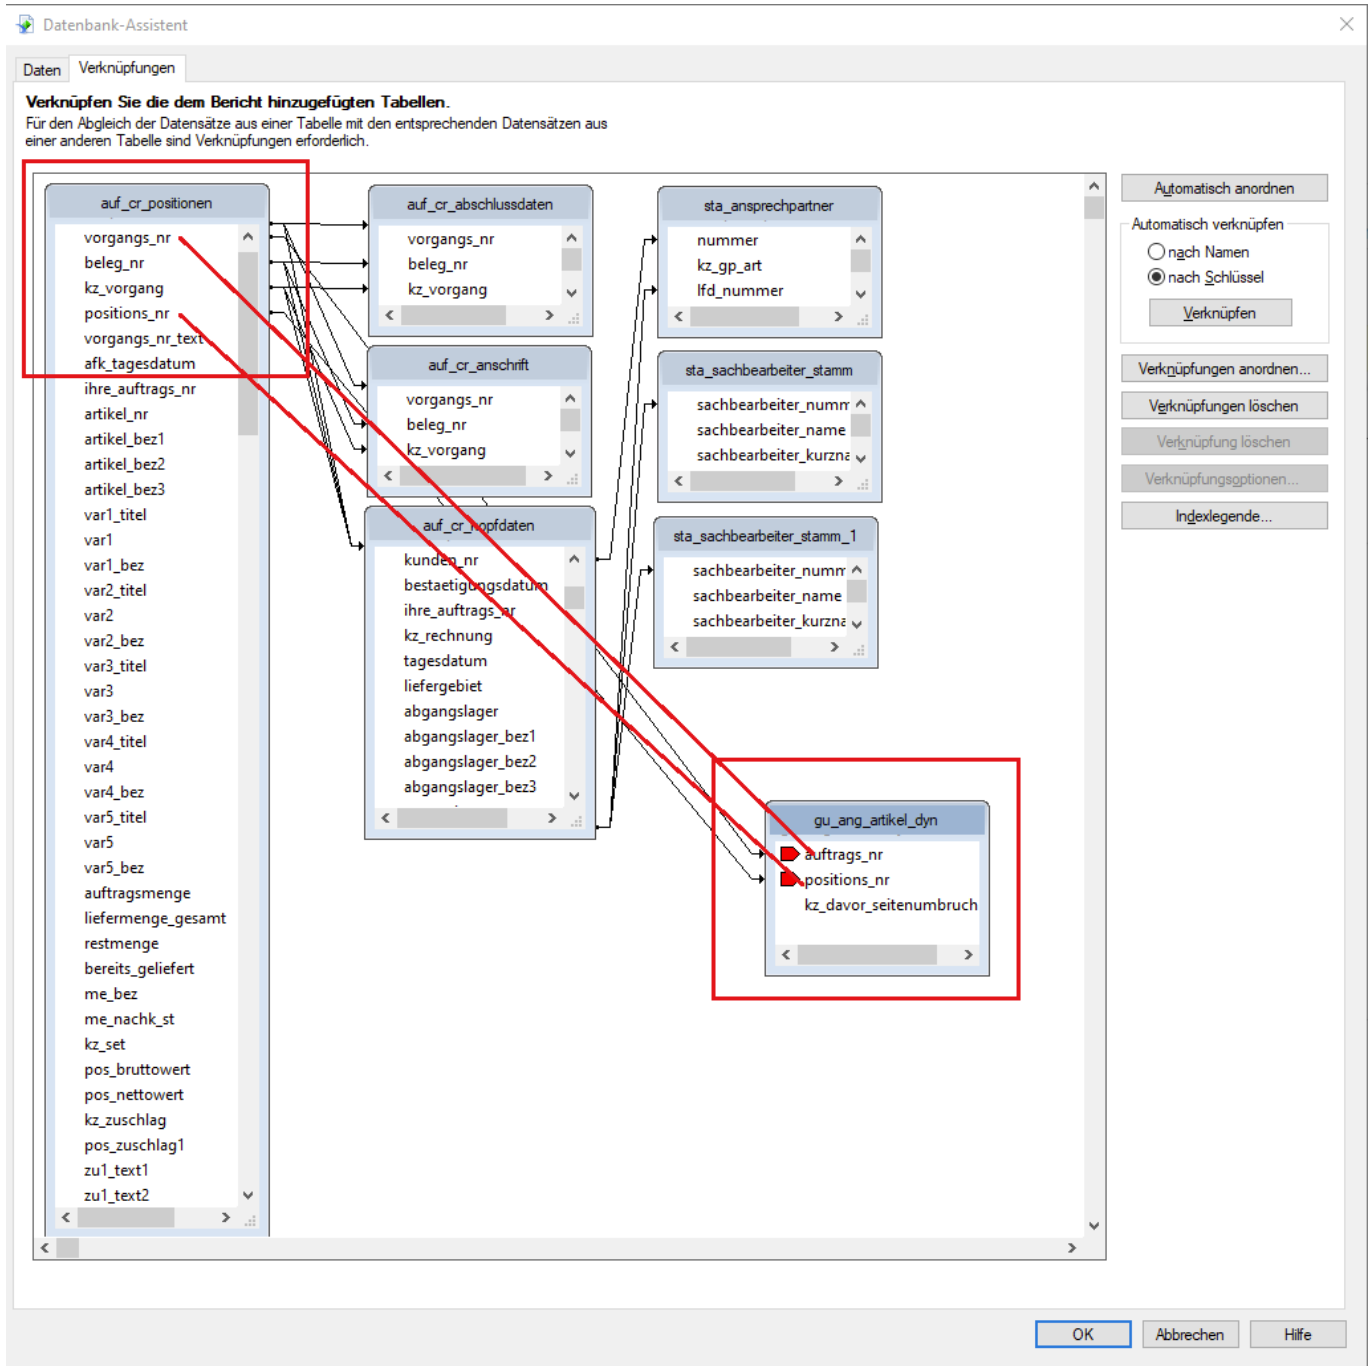 Datenbank-Assistent
Daten
Verknüpfungen
Verknüpfen Sie die dem Bericht hinzugefügten Tabellen.
Für den Abgleich der Datensätze aus einer Tabelle mit den entsprechenden Datensätzen aus
einer anderen Tabelle sind Verknüpfungen erforderlich.
auf_cr_positionen
vorgangs_nr
beleg_nr
kz_vorgang
positions_nr
vorgangs_nr_text
afk_tagesdatum
ihre_auftrags_nr
artikel_nr
artikel_bez1
artikel_bez2
artikel_bez3
var1_titel
var1
var1_bez
var2_titel
var2
var2_bez
var3_titel
var3
var3_bez
var4_titel
var4
var4_bez
var5_titel
var5
var5_bez
auftragsmenge
liefermenge_gesamt
restmenge
bereits_geliefert
me_bez
me_nachk_st
kz_set
pos_bruttowert
pos_nettowert
kz_zuschlag
pos_zuschlag1
zu1_text1
zu1_text2
auf_cr_abschlussdaten
vorgangs_nr
beleg_nr
kz_vorgang
auf_cr_anschrift
vorgangs_nr
beleg_nr
kz_vorgang
auf_cr_kopfdaten
kunden_nr
bestaetigungsdatum
ihre_auftrags_nr
kz_rechnung
tagesdatum
liefergebiet
abgangslager
abgangslager_bez1
abgangslager_bez2
abgangslager_bez3
sta_ansprechpartner
nummer
kz_gp_art
lfd_nummer
sta_sachbearbeiter_stamm
sachbearbeiter_numm
sachbearbeiter_name
sachbearbeiter_kurzna
sta_sachbearbeiter_stamm_1
sachbearbeiter_numm
sachbearbeiter_name
sachbearbeiter_kurzna
gu_ang_artikel_dyn
auftrags_nr
positions_nr
kz_davor_seitenumbruch
Automatisch anordnen
Automatisch verknüpfen
nach Namen
nach Schlüssel
Verknüpfen
Verknüpfungen anordnen...
Verknüpfungen löschen
Verknüpfung löschen
Verknüpfungsoptionen...
Indexlegende...
OK
Abbrechen
Hilfe